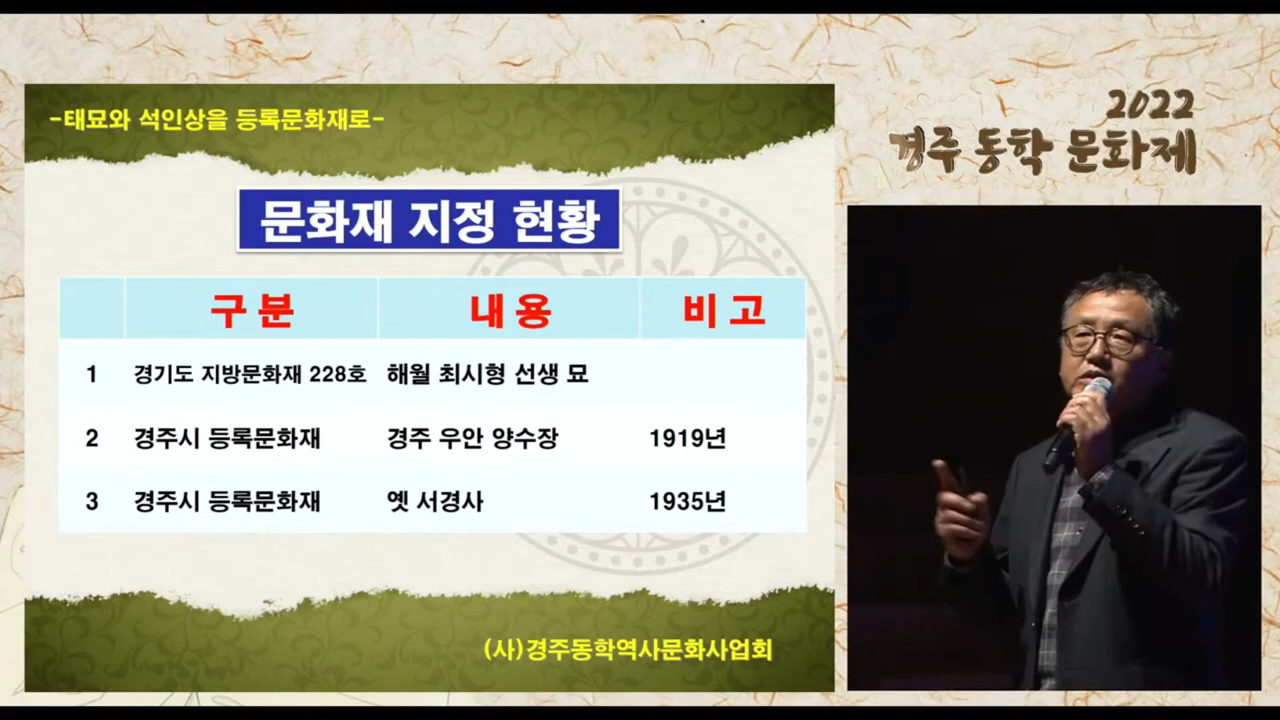 -태묘와 석인상을 등록문화재로-
문화재 지정 현황
구 분 내 용 비 고
1 경기도 지방문화재 228호 해월 최시형 선생 묘
2 경주시 등록문화재 경주 우안 양수장 1919년
3 경주시 등록문화재 옛 서경사 1935년
(사)경주동학역사문화사업회
2022
경주 동학 문화제